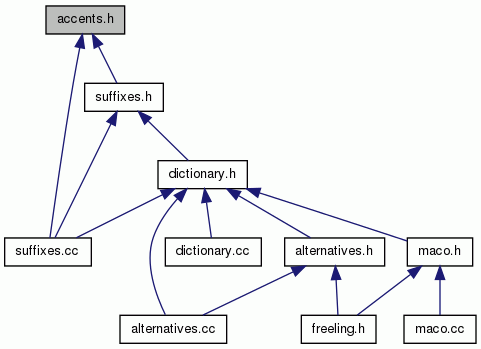 accents.h
suffixes.h
dictionary.h
suffixes.cc
dictionary.cc
alternatives.h
maco.h
alternatives.cc
freeling.h
maco.cc